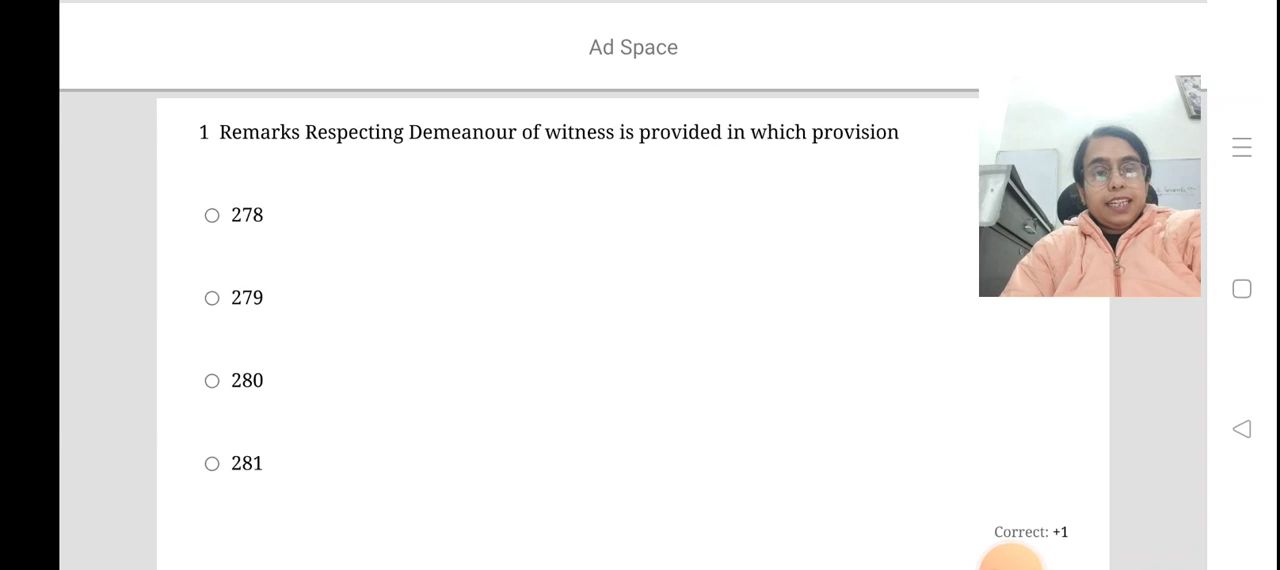 Ad Space
1 Remarks Respecting Demeanour of witness is provided in which provision
278
279
280
281
Correct: +1